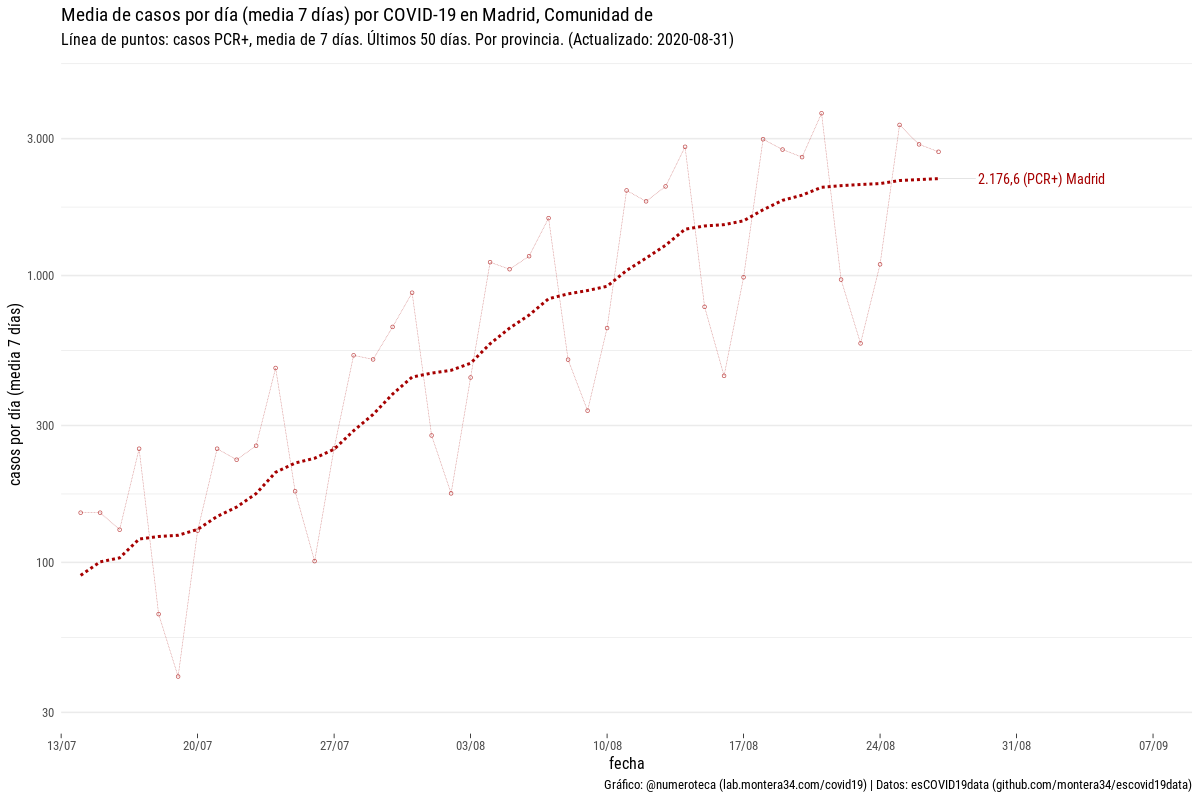 Media de casos por día (media 7 días) por COVID-19 en Madrid, Comunidad de
Línea de puntos: casos PCR+, media de 7 días. Últimos 50 días. Por provincia. (Actualizado: 2020-08-31)
casos por día (media 7 días)
3.000
1.000
300
100
30
2.176,6 (PCR+) Madrid
13/07 20/07 27/07 03/08 10/08 17/08 24/08 31/08 07/09
fecha
Gráfico: @numeroteca (lab.montera34.com/covid19) | Datos: esCOVID19data (github.com/montera34/escovid19data)